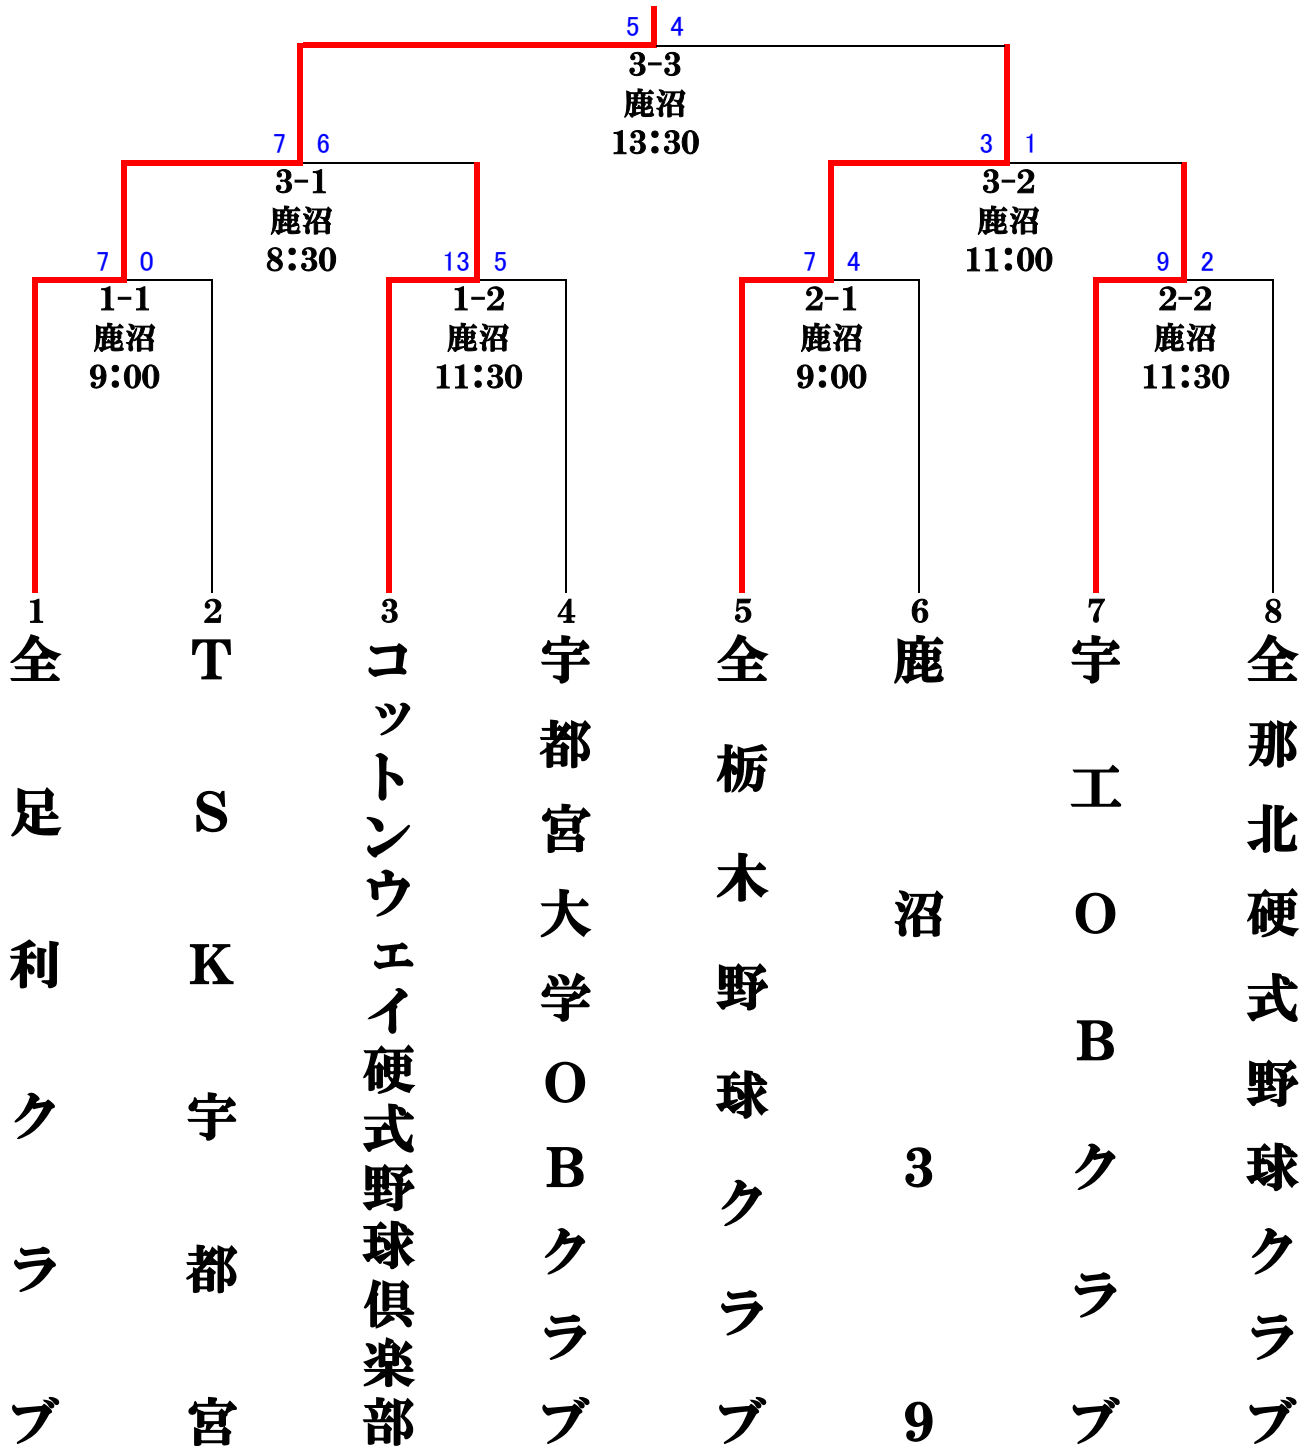 5 4
3-3
鹿沼
13:30
7 6
3-1
鹿沼
8:30
3 1
3-2
鹿沼
11:00
7 0
1-1
鹿沼
9:00
13 5
1-2
鹿沼
11:30
7 4
2-1
鹿沼
9:00
9 2
2-2
鹿沼
11:30
1
全足利クラブ
2
TSK宇都宮
3
コットンウェイ硬式野球倶楽部
4
宇都宮大学OBクラブ
5
全栃木野球クラブ
6
鹿沼39
7
宇工OBクラブ
8
全那北硬式野球クラブ